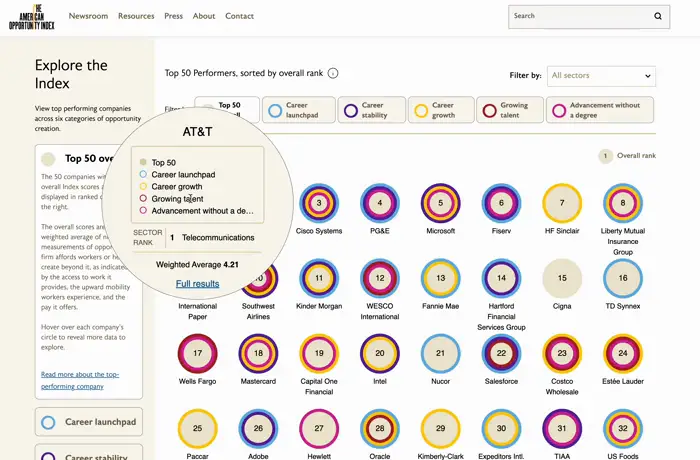 THE
AMERICAN
OPPORTUNITY INDEX
Newsroom
Resources
Press
About
Contact
Search
Explore the
Index
View top performing companies
across six categories of opportunity
creation.
Top 50 ove
The 50 companies wit
overall Index scores a
displayed in ranked o
the right.
The overall scores are
weighted average of n
measurements of oppo
firm affords workers or he
create beyond it, as indicate
by the access to work it
provides, the upward mobility
workers experience, and the
pay it offers.
Hover over each company's
circle to reveal more data to
explore.
Read more about the top-
performing company
Career launchpad
Career stability
Top 50 Performers, sorted by overall rank
Filter by:
All sectors
Top 50
Career
launchpad
Career
stability
Career
growth
Growing
talent
Advancement without
a degree
1 Overall rank
AT&T
Top 50
Career launchpad
Career growth
Growing talent
Advancement without a de...
SECTOR
RANK
1 Telecommunications
Weighted Average 4.21
Full results
3
4
5
6
7
8
Cisco Systems
PG&E
Microsoft
Fiserv
HF Sinclair
Liberty Mutual
Insurance
Group
10
11
12
13
14
15
16
International
Paper
Southwest
Airlines
Kinder Morgan
WESCO
International
Fannie Mae
Hartford
Financial
Services Group
Cigna
TD Synnex
17
18
19
20
21
22
23
24
Wells Fargo
Mastercard
Capital One
Financial
Intel
Nucor
Salesforce
Costco
Wholesale
Estée Lauder
25
26
27
28
29
30
31
32
Paccar
Adobe
Hewlett
Oracle
Kimberly-Clark
Expeditors Intl.
TIAA
US Foods